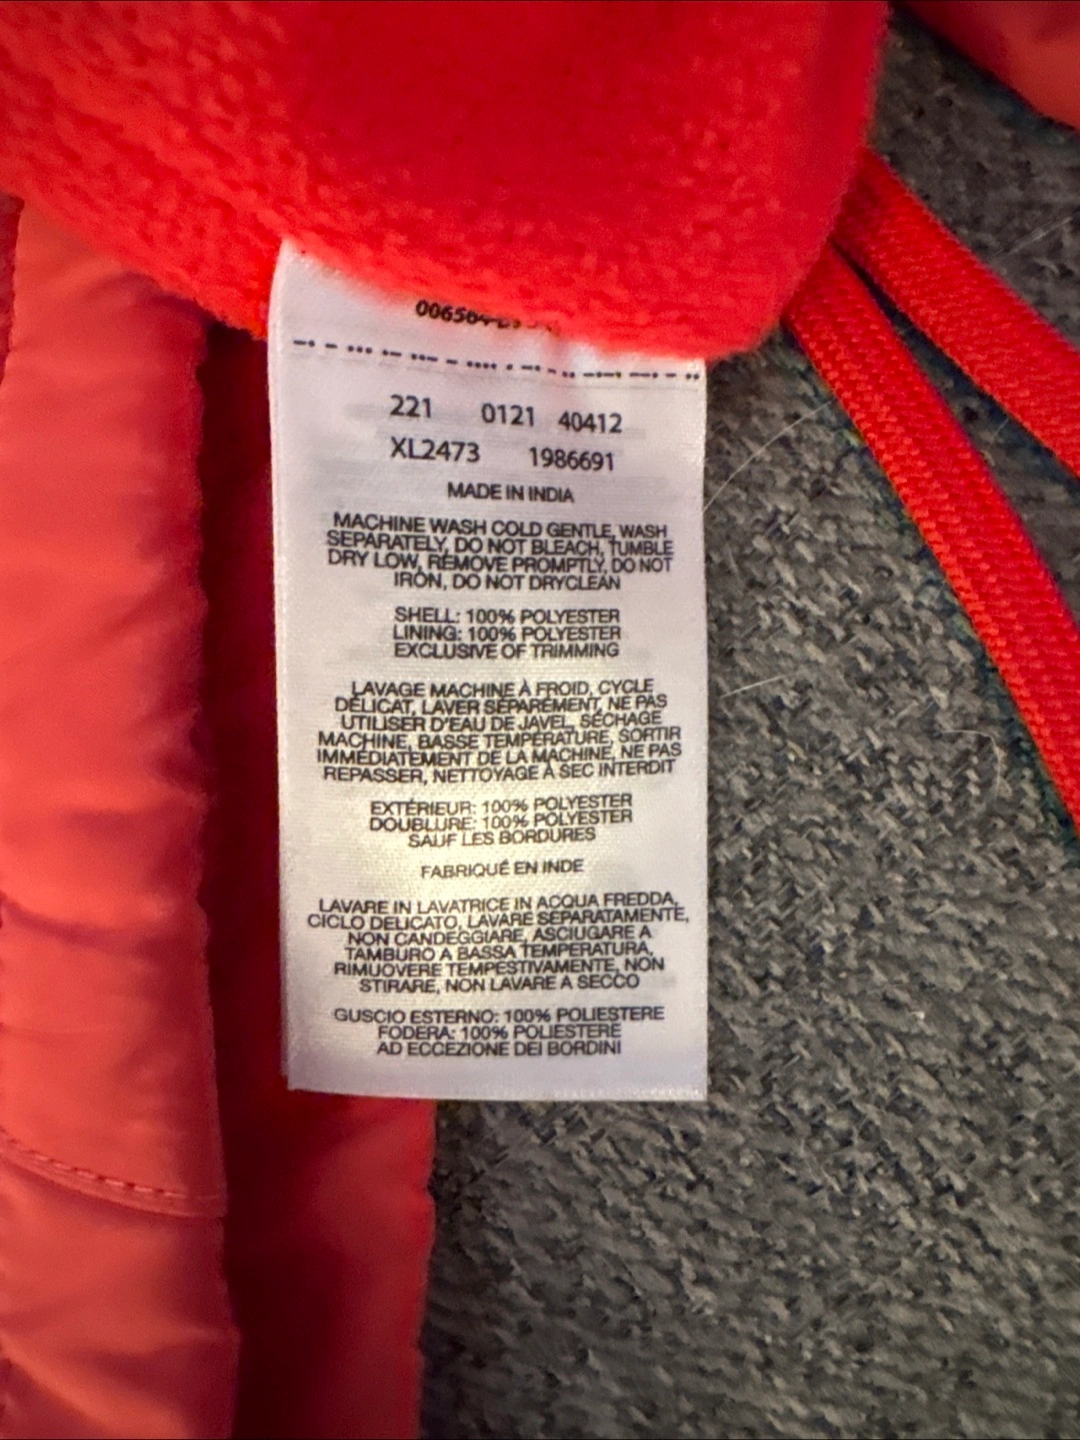 221 0121 40412
XL2473 1986691
MADE IN INDIA
MACHINE WASH COLD GENTLE, WASH
SEPARATELY, DO NOT BLEACH, TUMBLE
DRY LOW, REMOVE PROMPTLY, DO NOT
IRON, DO NOT DRYCLEAN
SHELL: 100% POLYESTER
LINING: 100% POLYESTER
EXCLUSIVE OF TRIMMING
LAVAGE MACHINE À FROID, CYCLE
DÉLICAT, LAVER SÉPARÉMENT, NE PAS
UTILISER D'EAU DE JAVEL, SÉCHAGE
MACHINE, BASSE TEMPÉRATURE, SORTIR
IMMÉDIATEMENT DE LA MACHINE, NE PAS
REPASSER, NETTOYAGE À SEC INTERDIT
EXTÉRIEUR: 100% POLYESTER
DOUBLURE: 100% POLYESTER
SAUF LES BORDURES
FABRIQUÉ EN INDE
LAVARE IN LAVATRICE IN ACQUA FREDDA,
CICLO DELICATO, LAVARE SEPARATAMENTE,
NON CANDEGGIARE, ASCIUGARE A
TAMBURO A BASSA TEMPERATURA,
RIMUOVERE TEMPESTIVAMENTE, NON
STIRARE, NON LAVARE A SECCO
GUSCIO ESTERNO: 100% POLIESTERE
FODERA: 100% POLIESTERE
AD ECCEZIONE DEI BORDINI